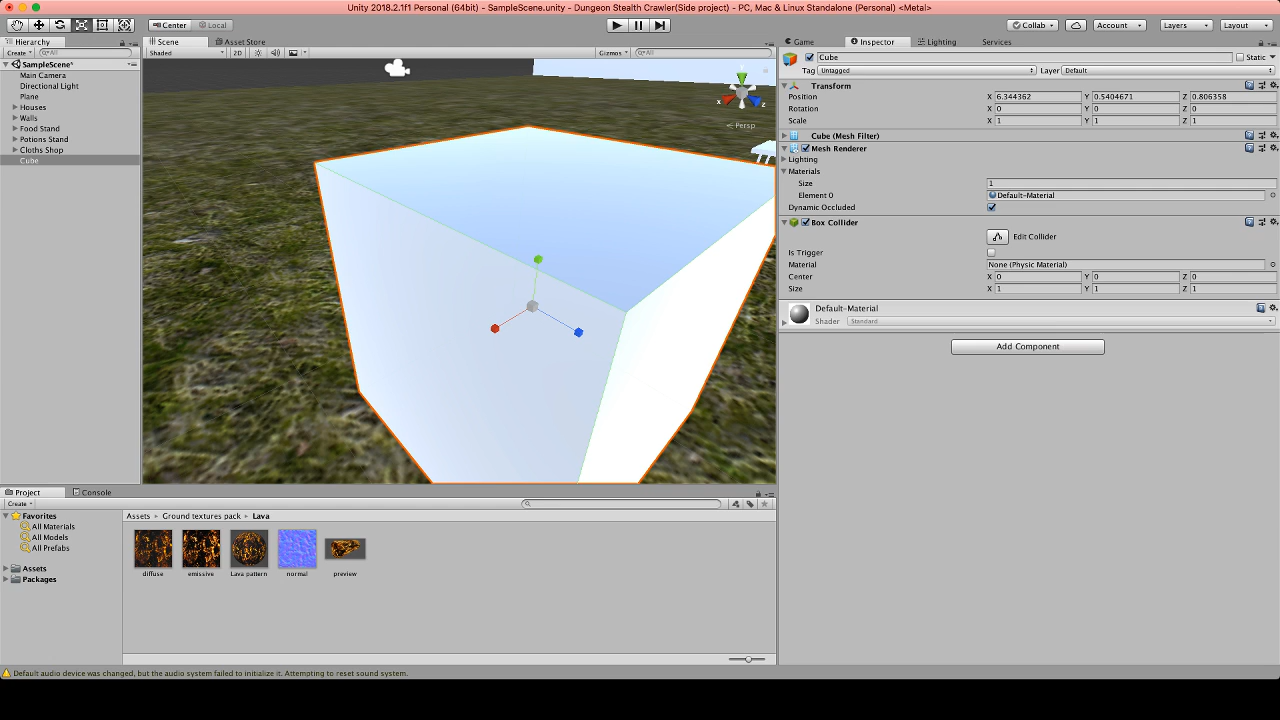 Unity 2018.2.1f1 Personal (64bit) - SampleScene.unity - Dungeon Stealth Crawler(Side project) - PC, Mac & Linux Standalone (Personal) <Metal>
Center Local Collab Account Layers Layout
Hierarchy
Create All
SampleScene*
Main Camera
Directional Light
Plane
Houses
Walls
Food Stand
Potions Stand
Cloths Shop
Cube
Scene Asset Store
Shaded 2D Gizmos All
y
x z
Persp
Game Inspector Lighting Services
Cube Static
Tag Untagged Layer Default
Transform
Position X 6.344362 Y 0.5404671 Z 0.806358
Rotation X 0 Y 0 Z 0
Scale X 1 Y 1 Z 1
Cube (Mesh Filter)
Mesh Renderer
Lighting
Materials
Size 1
Element 0 Default-Material
Dynamic Occluded
Box Collider
Edit Collider
Is Trigger
Material None (Physic Material)
Center X 0 Y 0 Z 0
Size X 1 Y 1 Z 1
Default-Material
Shader Standard
Add Component
Project Console
Create
Favorites
All Materials
All Models
All Prefabs
Assets
Packages
Assets Ground textures pack Lava
diffuse emissive Lava pattern normal preview
Default audio device was changed, but the audio system failed to initialize it. Attempting to reset sound system.